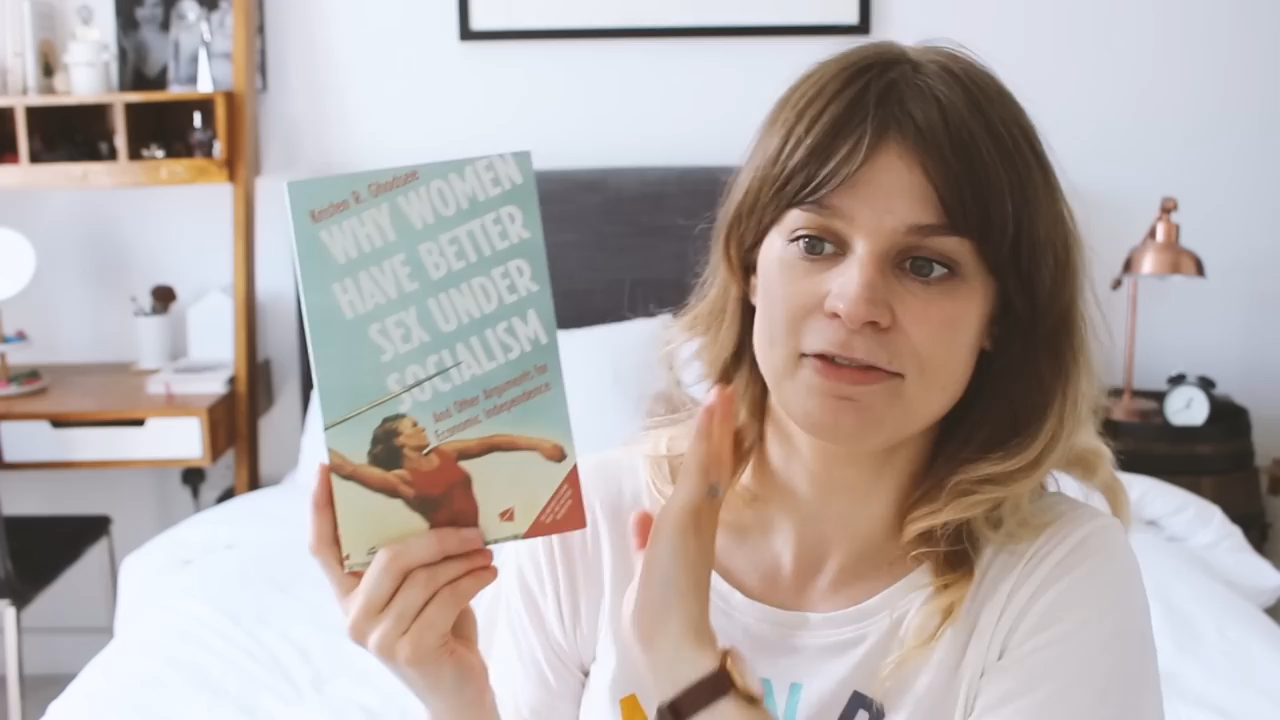 Kristen R. Ghodsee
WHY WOMEN
HAVE BETTER
SEX UNDER
SOCIALISM
And Other Arguments for
Economic Independence